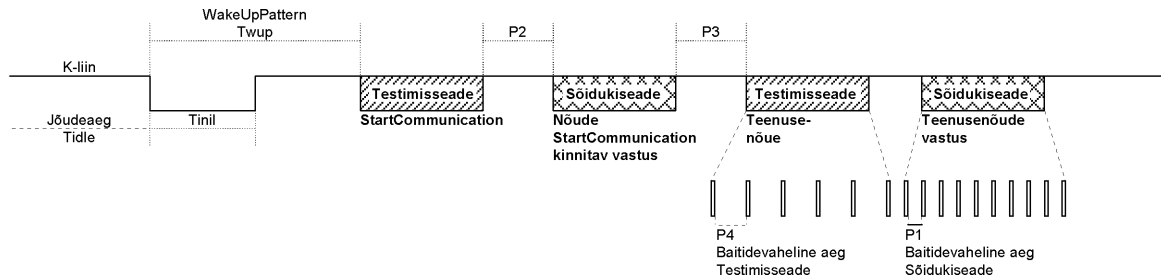 WakeUpPattern
Twup
P2
P3
K-liin
Testimisseade
Sõidukiseade
Testimisseade
Sõidukiseade
Jõudeaeg
Tidle
Tinil
StartCommunication
Nõude
StartCommunication
kinnitav vastus
Teenuse-
nõue
Teenusenõude
vastus
P4
Baitidevaheline aeg
Testimisseade
P1
Baitidevaheline aeg
Sõidukiseade